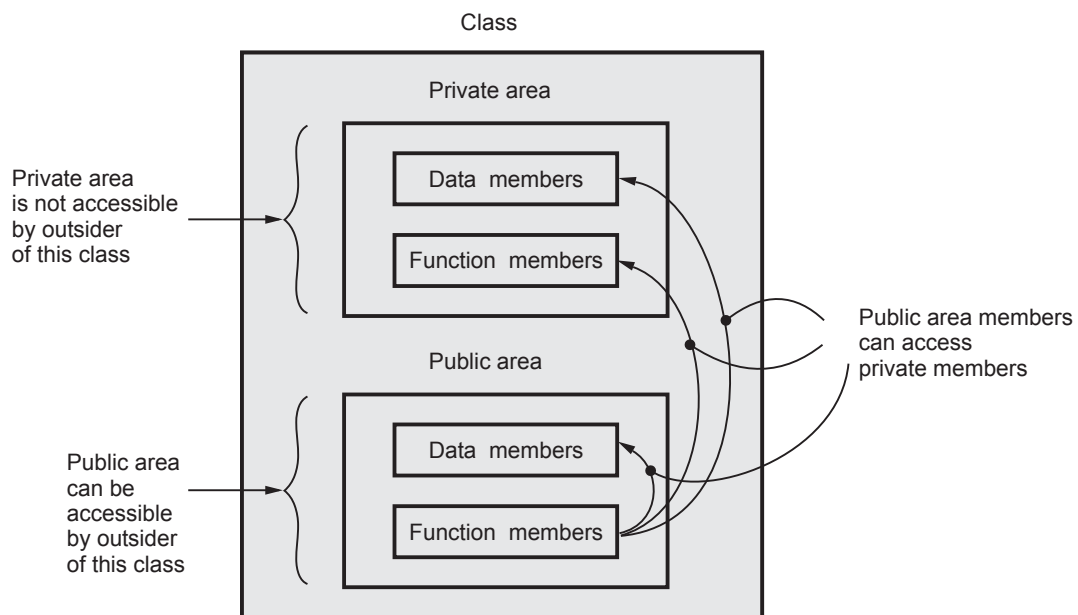 Class
Private area
Data members
Function members
Private area
is not accessible
by outsider
of this class
Public area members
can access
private members
Public area
Data members
Function members
Public area
can be
accessible
by outsider
of this class